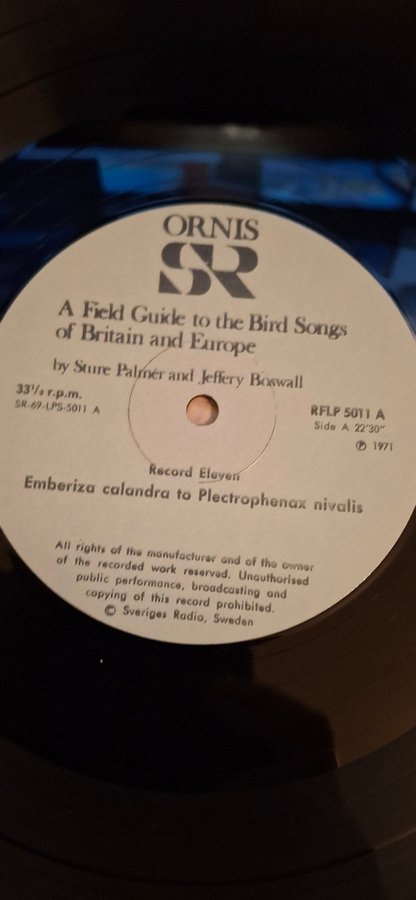 ORNIS
SR
A Field Guide to the Bird Songs
of Britain and Europe
by Sture Palmér and Jeffery Boswall
33⅓ r.p.m.
SR-69-LPS-5011 A
RFLP 5011 A
Side A 22'30"
℗ 1971
Record Eleven
Emberiza calandra to Plectrophenax nivalis
All rights of the manufacturer and of the owner
of the recorded work reserved. Unauthorised
public performance, broadcasting and
copying of this record prohibited.
© Sveriges Radio, Sweden